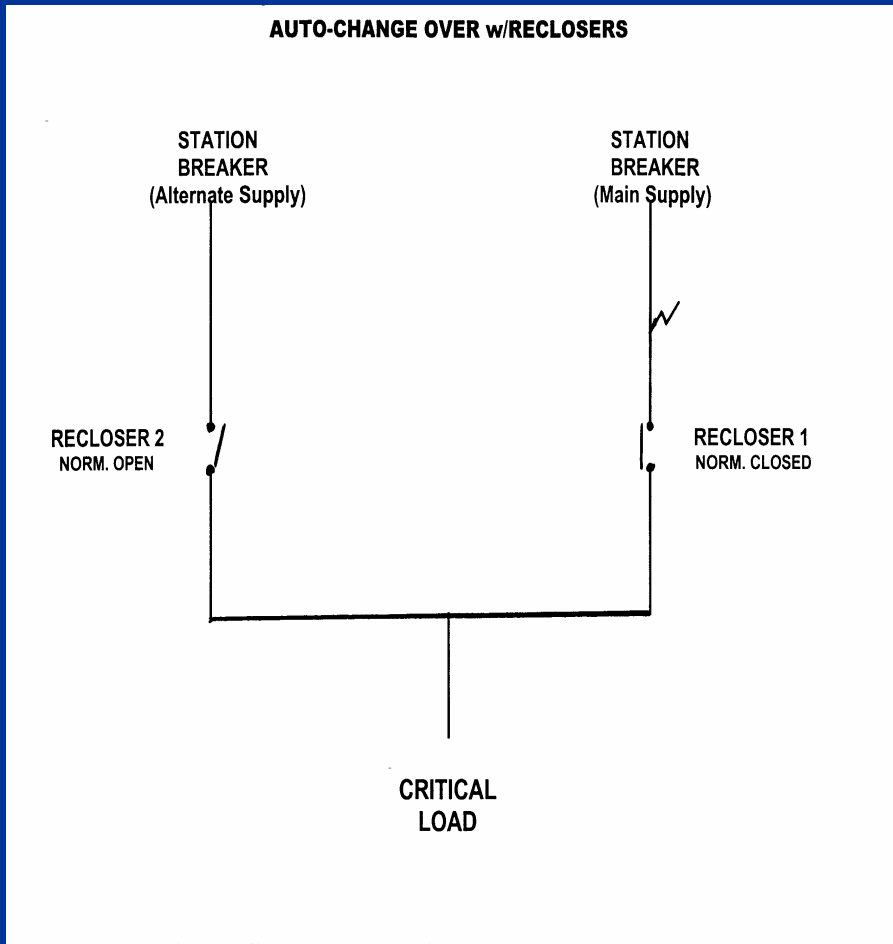 AUTO-CHANGE OVER w/RECLOSERS
STATION
BREAKER
(Alternate Supply)
STATION
BREAKER
(Main Supply)
RECLOSER 2
NORM. OPEN
RECLOSER 1
NORM. CLOSED
CRITICAL
LOAD